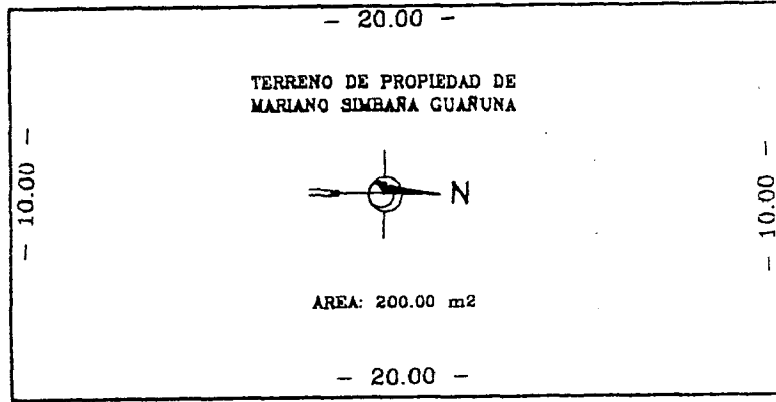 - 20.00 -
TERRENO DE PROPIEDAD DE
MARIANO SIMBAÑA GUAÑUNA
- 10.00 -
N
- 10.00 -
AREA: 200.00 m2
- 20.00 -